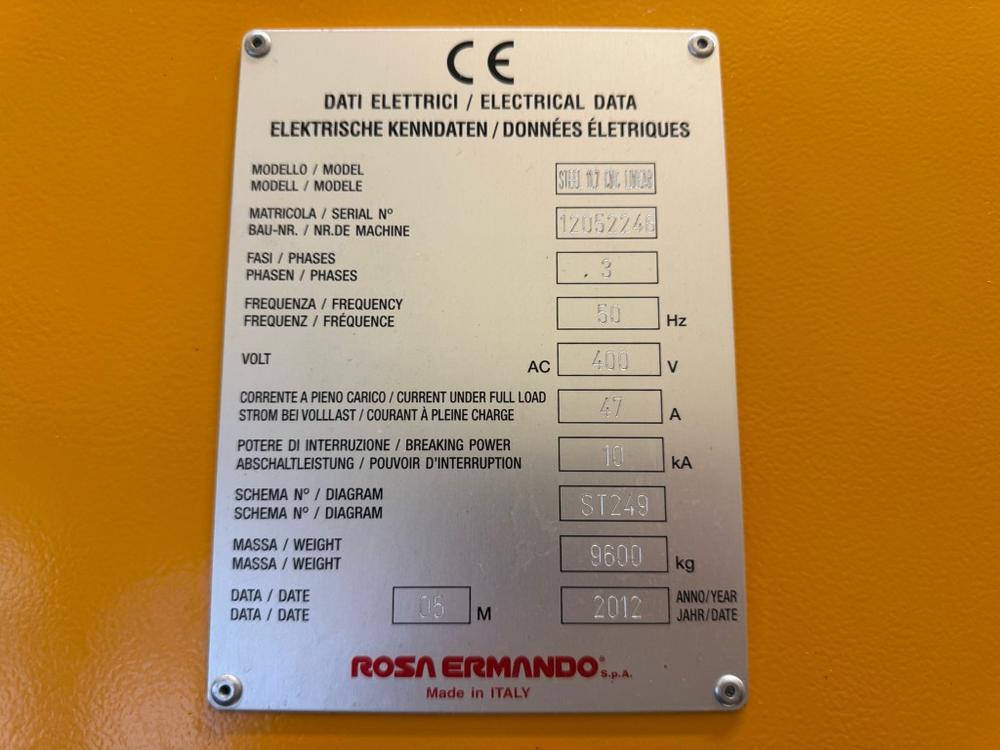 CE
DATI ELETTRICI / ELECTRICAL DATA
ELEKTRISCHE KENNDATEN / DONNÉES ÉLETRIQUES
MODELLO / MODEL
MODELL / MODELE
MATRICOLA / SERIAL Nº
BAU-NR. / NR.DE MACHINE
12052246
FASI / PHASES
PHASEN / PHASES
3
FREQUENZA / FREQUENCY
FREQUENZ / FRÉQUENCE
50 Hz
VOLT
AC 400 V
CORRENTE A PIENO CARICO / CURRENT UNDER FULL LOAD
STROM BEI VOLLLAST / COURANT À PLEINE CHARGE
47 A
POTERE DI INTERRUZIONE / BREAKING POWER
ABSCHALTLEISTUNG / POUVOIR D'INTERRUPTION
10 kA
SCHEMA Nº / DIAGRAM
SCHEMA Nº / DIAGRAM
ST249
MASSA / WEIGHT
MASSA / WEIGHT
9600 kg
DATA / DATE
DATA / DATE
05 M
2012
ANNO/YEAR
JAHR/DATE
ROSA ERMANDO® S.p.A.
Made in ITALY